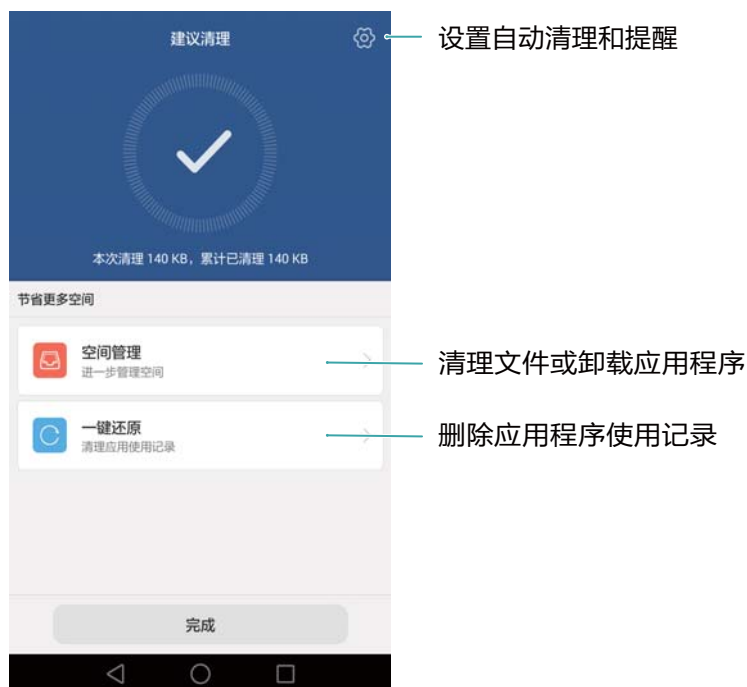 建议清理
设置自动清理和提醒
本次清理 140 KB，累计已清理 140 KB
节省更多空间
空间管理
进一步管理空间
清理文件或卸载应用程序
一键还原
清理应用使用记录
删除应用程序使用记录
完成